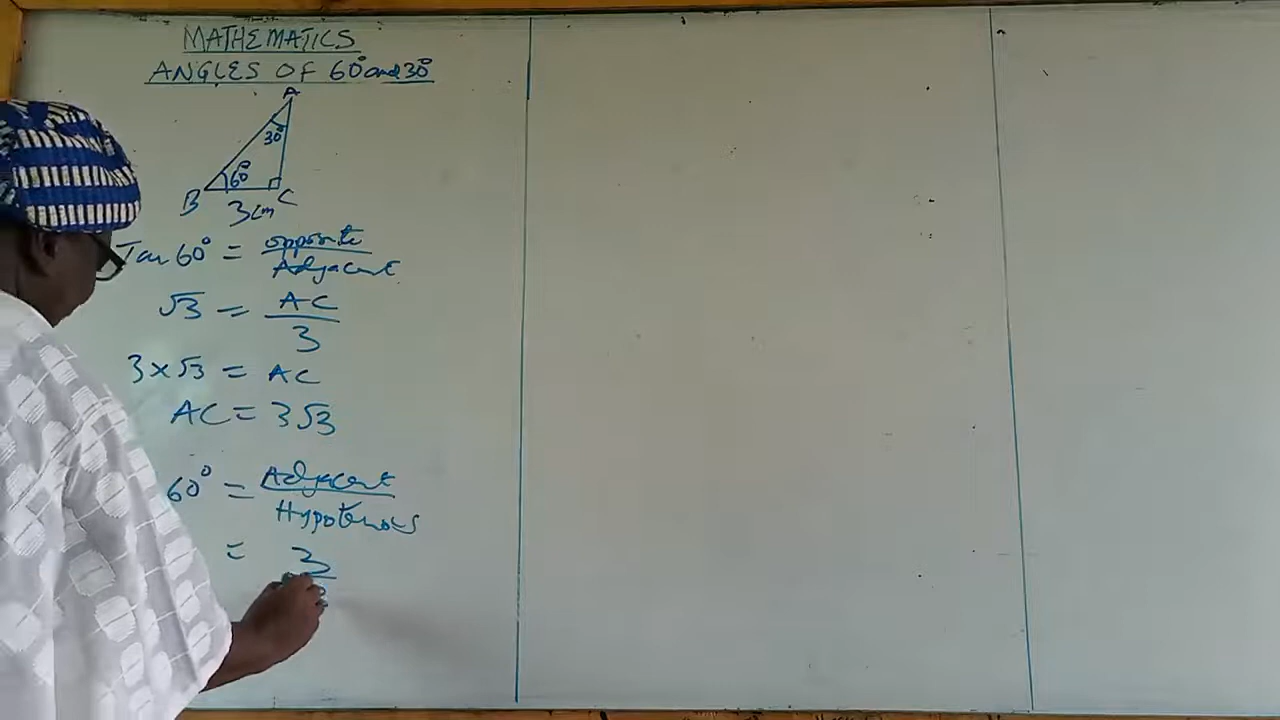 MATHEMATICS
ANGLES OF 60° and 30°
A
30°
60°
B C
3cm
Tan 60° = opposite
Adjacent
√3 = AC
3
3 × √3 = AC
AC = 3√3
60° = Adjacent
Hypotenus
= 3